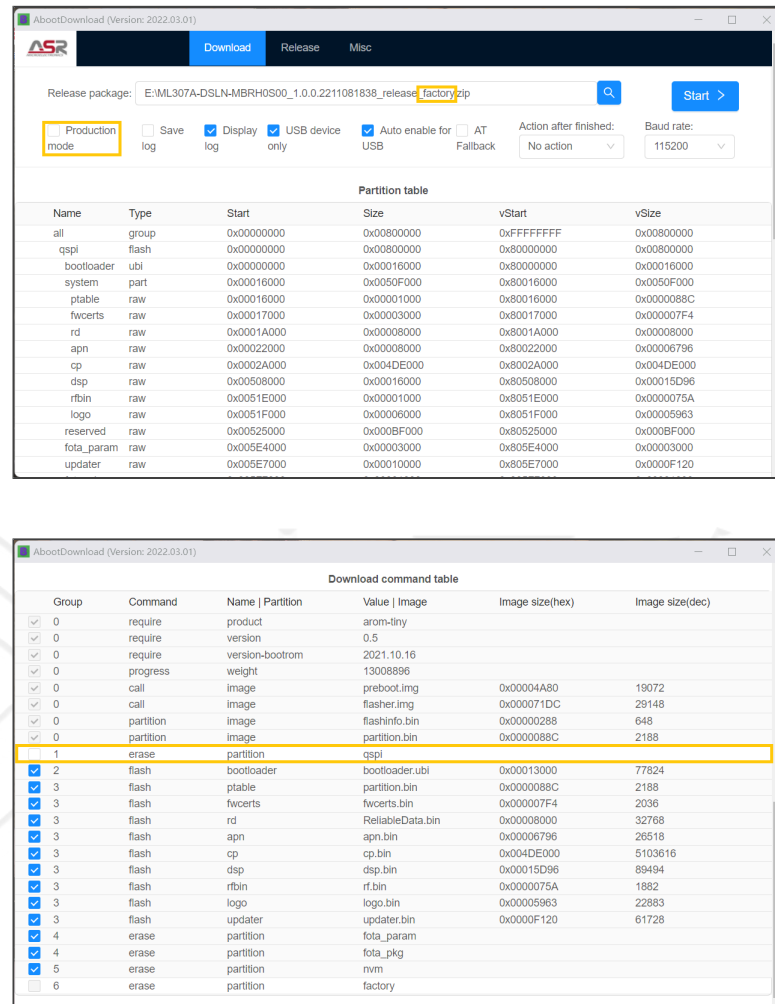 AbootDownload (Version: 2022.03.01)
ASR
Download Release Misc
Release package: E:\ML307A-DSLN-MBRH0S00_1.0.0.2211081838_release_factory.zip
Start >
Production mode
Save log
Display log
USB device only
Auto enable for USB
AT Fallback
Action after finished:
No action
Baud rate:
115200
Partition table
Name Type Start Size vStart vSize
all group 0x00000000 0x00800000 0xFFFFFFFF 0x00800000
qspi flash 0x00000000 0x00800000 0x80000000 0x00800000
bootloader ubi 0x00000000 0x00016000 0x80000000 0x00016000
system part 0x00016000 0x0050F000 0x80016000 0x0050F000
ptable raw 0x00016000 0x00001000 0x80016000 0x0000088C
fwcerts raw 0x00017000 0x00003000 0x80017000 0x000007F4
rd raw 0x0001A000 0x00008000 0x8001A000 0x00008000
apn raw 0x00022000 0x00008000 0x80022000 0x00006796
cp raw 0x0002A000 0x004DE000 0x8002A000 0x004DE000
dsp raw 0x00508000 0x00016000 0x80508000 0x00015D96
rfbin raw 0x0051E000 0x00001000 0x8051E000 0x0000075A
logo raw 0x0051F000 0x00006000 0x8051F000 0x00005963
reserved raw 0x00525000 0x000BF000 0x80525000 0x000BF000
fota_param raw 0x005E4000 0x00003000 0x805E4000 0x00003000
updater raw 0x005E7000 0x00010000 0x805E7000 0x0000F120
AbootDownload (Version: 2022.03.01)
Download command table
Group Command Name | Partition Value | Image Image size(hex) Image size(dec)
0 require product arom-tiny
0 require version 0.5
0 require version-bootrom 2021.10.16
0 progress weight 13008896
0 call image preboot.img 0x00004A80 19072
0 call image flasher.img 0x000071DC 29148
0 partition image flashinfo.bin 0x00000288 648
0 partition image partition.bin 0x0000088C 2188
1 erase partition qspi
2 flash bootloader bootloader.ubi 0x00013000 77824
3 flash ptable partition.bin 0x0000088C 2188
3 flash fwcerts fwcerts.bin 0x000007F4 2036
3 flash rd ReliableData.bin 0x00008000 32768
3 flash apn apn.bin 0x00006796 26518
3 flash cp cp.bin 0x004DE000 5103616
3 flash dsp dsp.bin 0x00015D96 89494
3 flash rfbin rf.bin 0x0000075A 1882
3 flash logo logo.bin 0x00005963 22883
3 flash updater updater.bin 0x0000F120 61728
4 erase partition fota_param
4 erase partition fota_pkg
5 erase partition nvm
6 erase partition factory